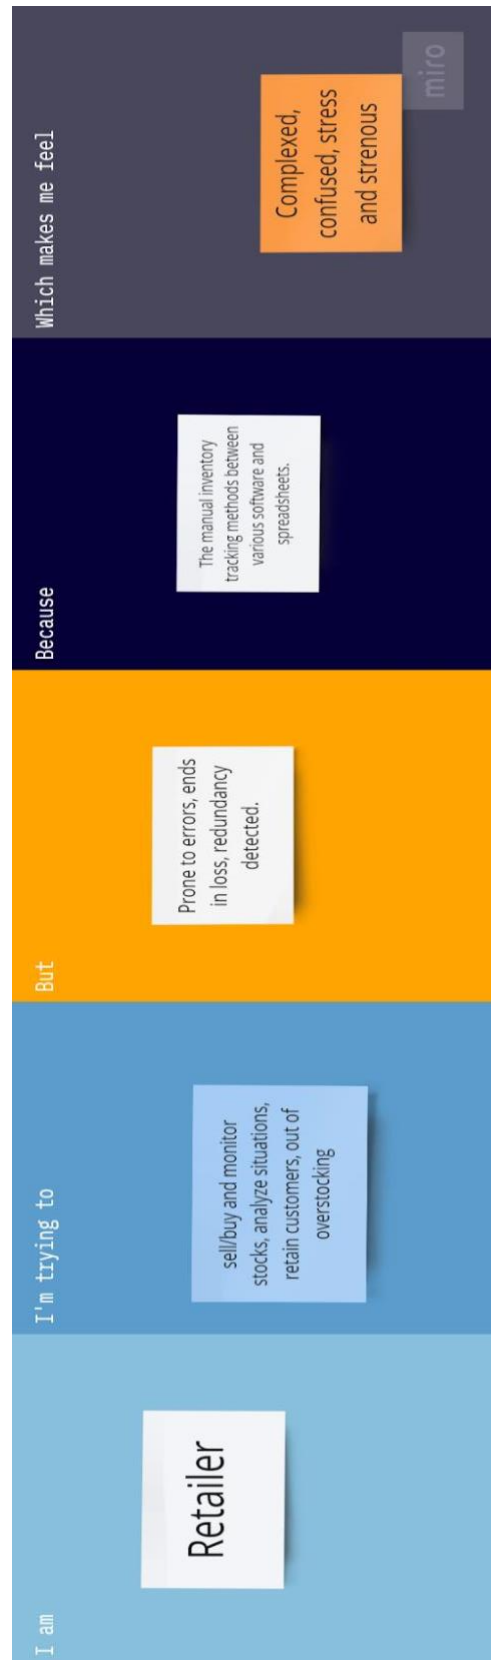 I am
Retailer
I'm trying to
sell/buy and monitor
stocks, analyze situations,
retain customers, out of
overstocking
But
Prone to errors, ends
in loss, redundancy
detected.
Because
The manual inventory
tracking methods between
various software and
spreadsheets.
Which makes me feel
Complexed,
confused, stress
and strenous
miro